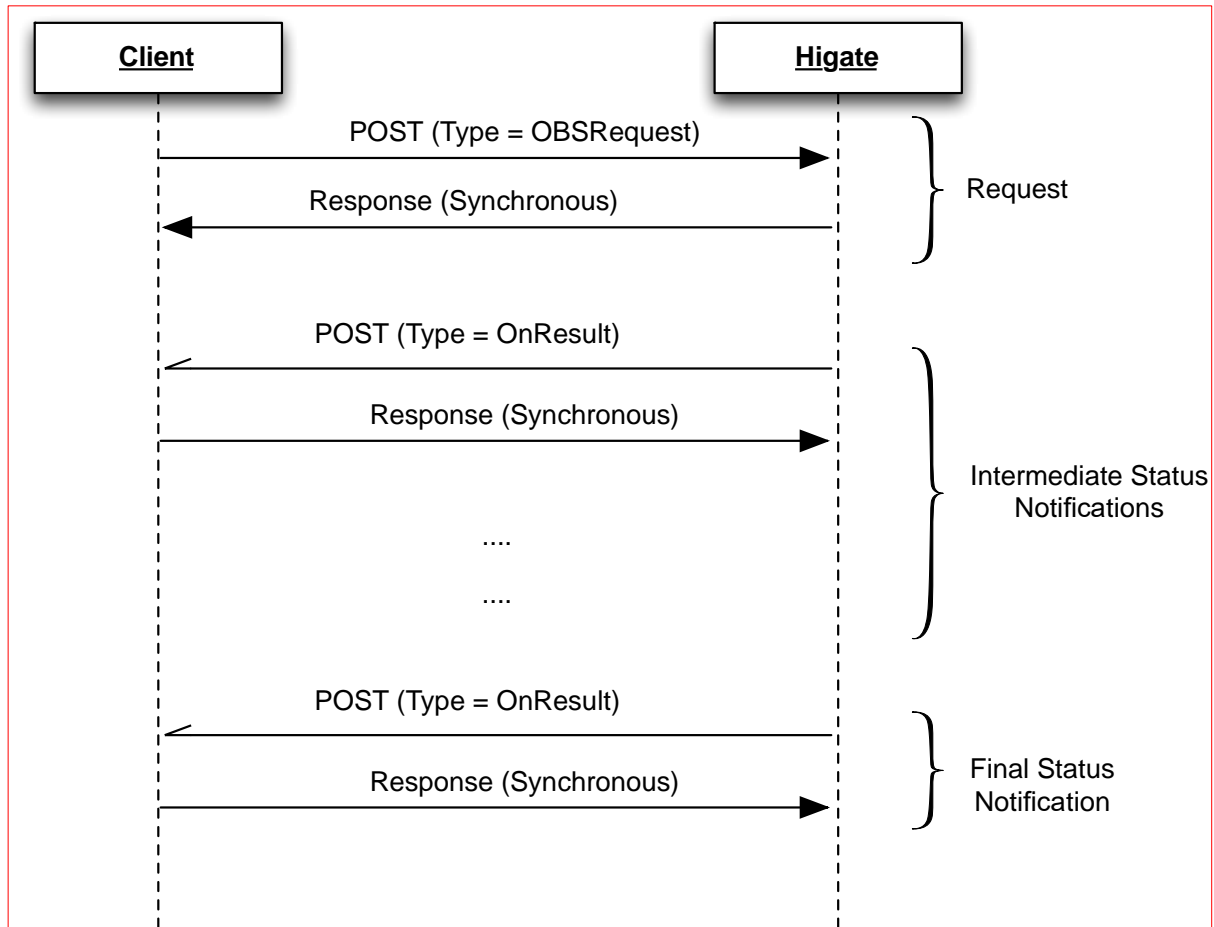 Client
Higate
POST (Type = OBSRequest)
Response (Synchronous)
Request
POST (Type = OnResult)
Response (Synchronous)
Intermediate Status
Notifications
....
....
POST (Type = OnResult)
Response (Synchronous)
Final Status
Notification